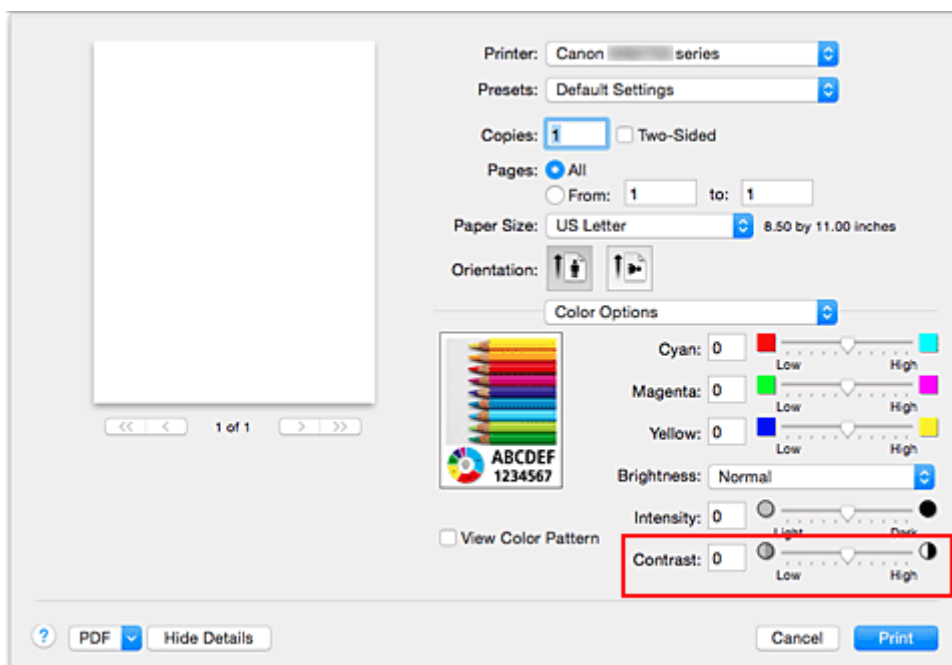 Printer: Canon series
Presets: Default Settings
Copies: 1 Two-Sided
Pages: All
From: 1 to: 1
Paper Size: US Letter 8.50 by 11.00 inches
Orientation:
Color Options
Cyan: 0
Low High
Magenta: 0
Low High
Yellow: 0
Low High
ABCDEF
1234567
Brightness: Normal
Intensity: 0
Light Dark
View Color Pattern
Contrast: 0
Low High
1 of 1
? PDF Hide Details Cancel Print